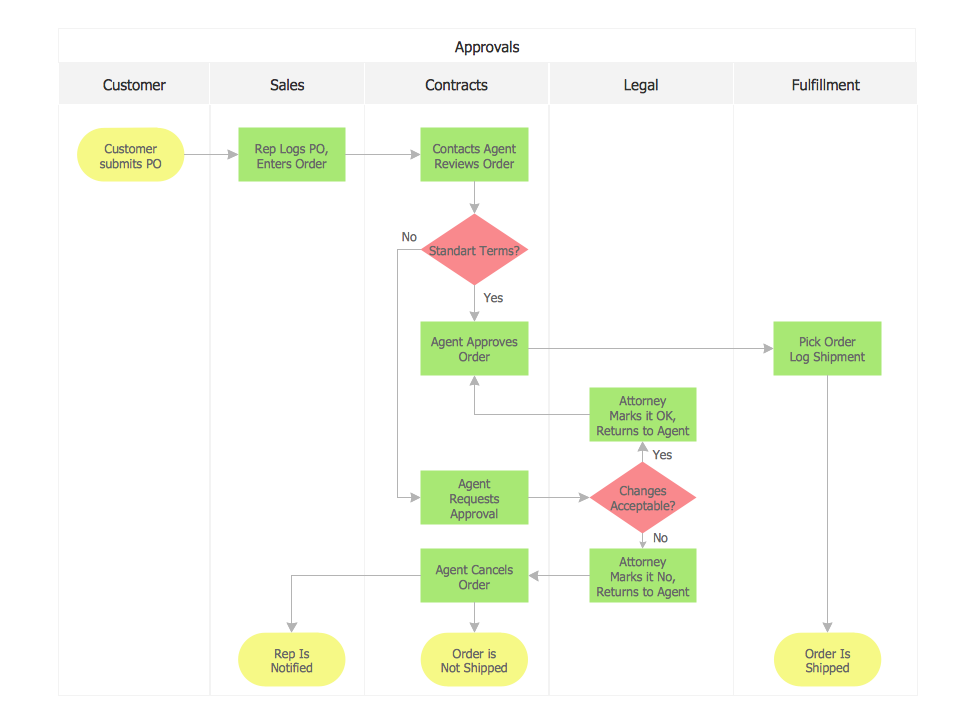 Approvals
Customer
Sales
Contracts
Legal
Fulfillment
Customer
submits PO
Rep Logs PO,
Enters Order
Contacts Agent
Reviews Order
No
Standart Terms?
Yes
Agent Approves
Order
Pick Order
Log Shipment
Attorney
Marks it OK,
Returns to Agent
Yes
Agent
Requests
Approval
Changes
Acceptable?
No
Agent Cancels
Order
Attorney
Marks it No,
Returns to Agent
Rep Is
Notified
Order is
Not Shipped
Order Is
Shipped